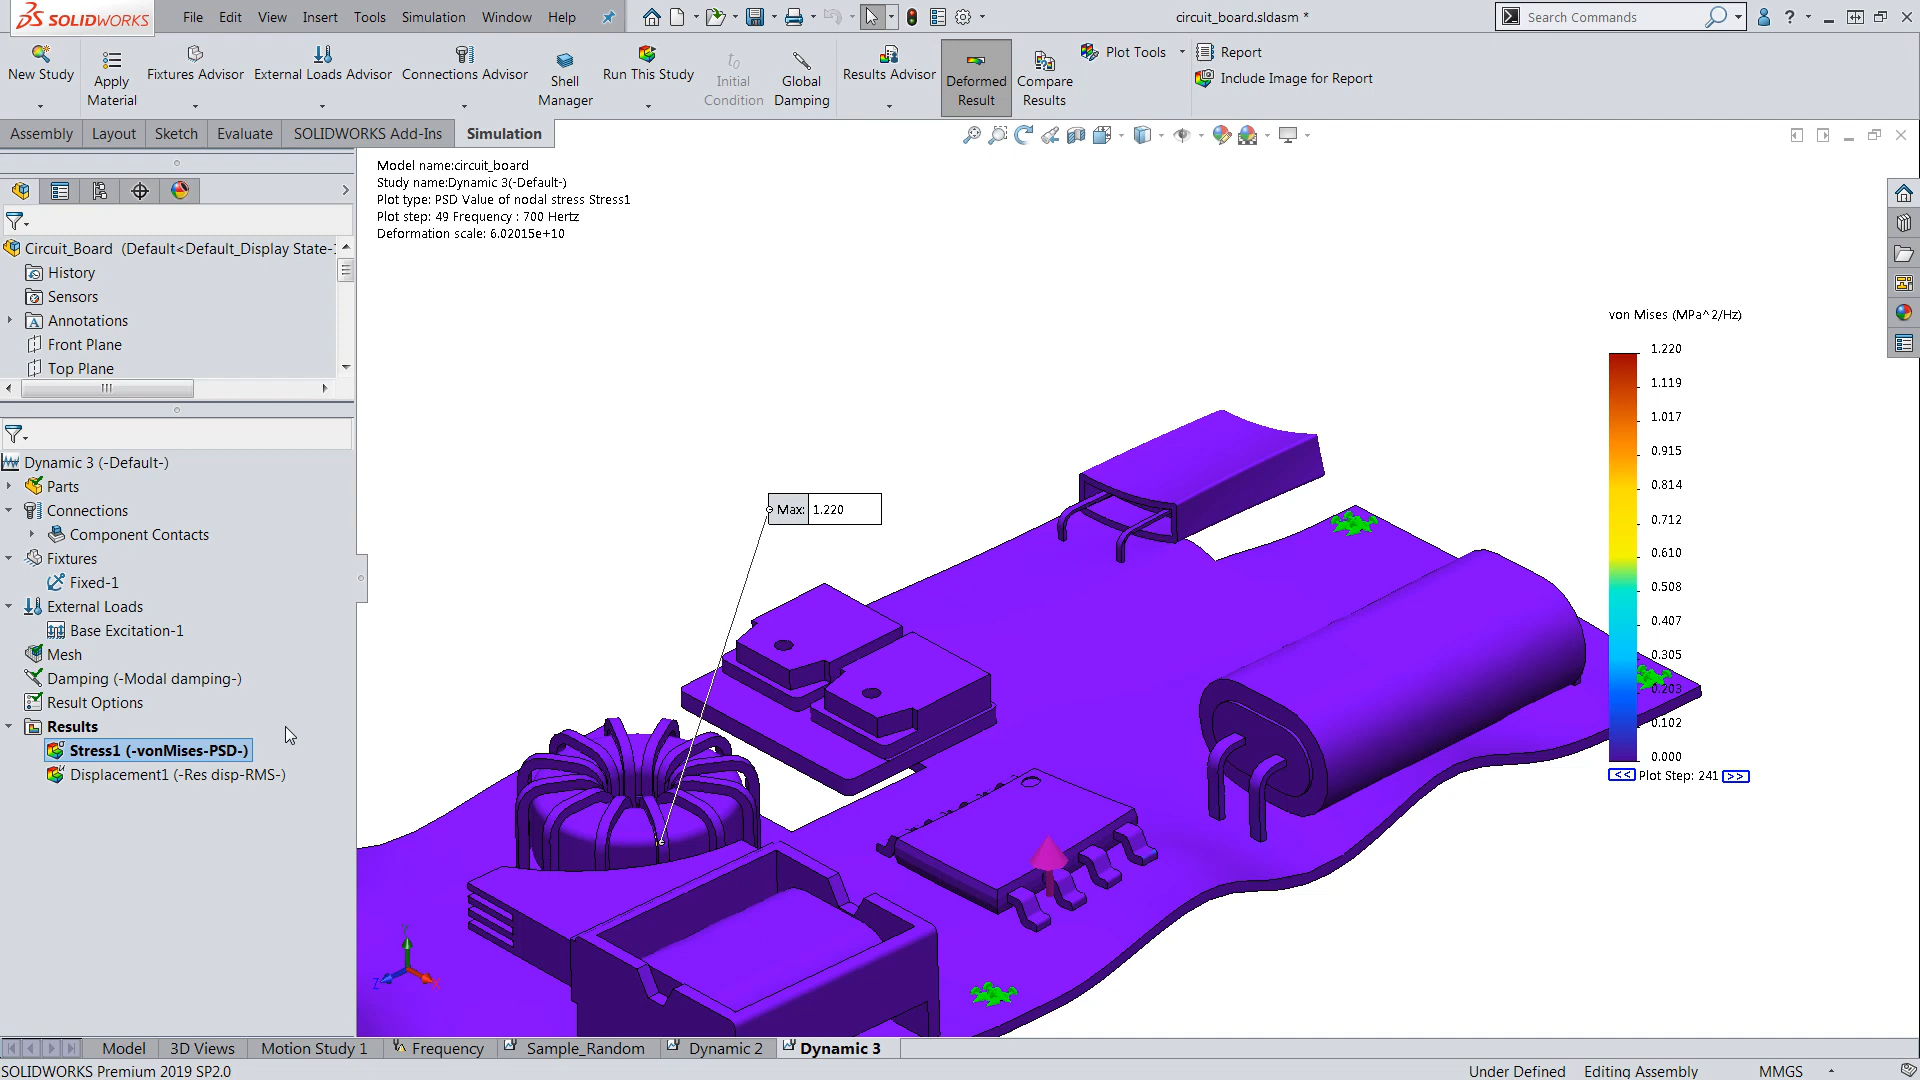 SOLIDWORKS
File Edit View Insert Tools Simulation Window Help
circuit_board.sldasm *
Search Commands
New Study
Apply Material
Fixtures Advisor
External Loads Advisor
Connections Advisor
Shell Manager
Run This Study
Initial Condition
Global Damping
Results Advisor
Deformed Result
Compare Results
Plot Tools
Report
Include Image for Report
Assembly Layout Sketch Evaluate SOLIDWORKS Add-Ins Simulation
Circuit_Board (Default<Default_Display State-
History
Sensors
Annotations
Front Plane
Top Plane
Dynamic 3 (-Default-)
Parts
Connections
Component Contacts
Fixtures
Fixed-1
External Loads
Base Excitation-1
Mesh
Damping (-Modal damping-)
Result Options
Results
Stress1 (-vonMises-PSD-)
Displacement1 (-Res disp-RMS-)
Model name:circuit_board
Study name:Dynamic 3(-Default-)
Plot type: PSD Value of nodal stress Stress1
Plot step: 49 Frequency : 700 Hertz
Deformation scale: 6.02015e+10
Max: 1.220
von Mises (MPa^2/Hz)
1.220
1.119
1.017
0.915
0.814
0.712
0.610
0.508
0.407
0.305
0.203
0.102
0.000
<< Plot Step: 241 >>
Y
Z
X
Model 3D Views Motion Study 1 Frequency Sample_Random Dynamic 2 Dynamic 3
SOLIDWORKS Premium 2019 SP2.0
Under Defined Editing Assembly MMGS